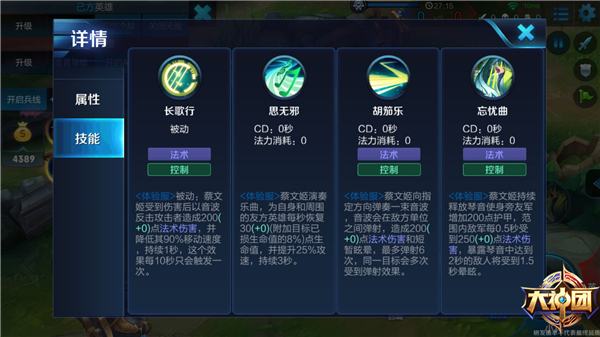 己方英雄
27:15
升级
详情
升级
属性
开启兵线
技能
4389
长歌行
被动
法术
控制
<体验服>被动：蔡文
姬受到伤害后以音波
反击攻击者造成200
(+0)点法术伤害，并
降低其90%移动速度
，持续1秒，这个效
果每10秒只会触发一
次。
思无邪
CD：0秒
法力消耗：0
<体验服>蔡文姬演奏
乐曲，为自身和周围
的友方英雄每秒恢复
30(+0)(附加目标已
损生命值的8%)点生
命值，并提升25%攻
速，持续3秒。
胡笳乐
CD：0秒
法力消耗：0
法术
控制
<体验服>蔡文姬向指
定方向弹奏一束音波
，音波会在敌方单位
之间弹射，造成200(
+0)点法术伤害和短
暂眩晕，最多弹射6
次，同一目标会多次
受到弹射效果。
忘忧曲
CD：0秒
法力消耗：0
法术
控制
<体验服>蔡文姬持续
释放琴音使身旁友军
增加200点护甲，范
围内敌军每0.5秒受
到250(+0)点法术伤
害，暴露琴音中达到
2秒的敌人将受到1.5
秒晕眩。
大神团